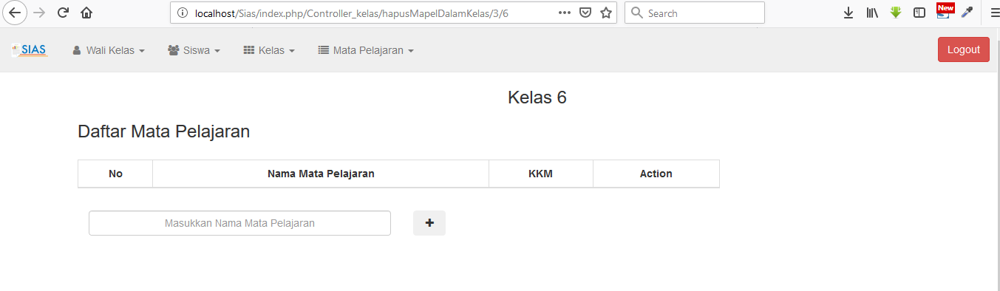 localhost/Sias/index.php/Controller_kelas/hapusMapelDalamKelas/3/6
Search
New
SIAS
Wali Kelas
Siswa
Kelas
Mata Pelajaran
Logout
Kelas 6
Daftar Mata Pelajaran
No Nama Mata Pelajaran KKM Action
Masukkan Nama Mata Pelajaran